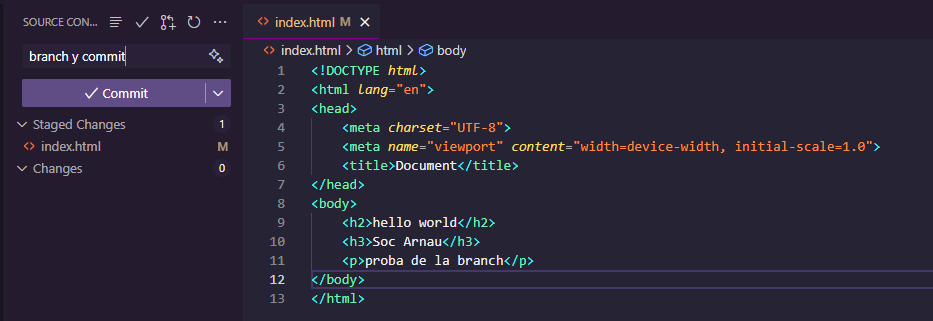 SOURCE CON...
branch y commit
Commit
Staged Changes 1
index.html M
Changes 0
index.html M
index.html > html > body
1 <!DOCTYPE html>
2 <html lang="en">
3 <head>
4 <meta charset="UTF-8">
5 <meta name="viewport" content="width=device-width, initial-scale=1.0">
6 <title>Document</title>
7 </head>
8 <body>
9 <h2>hello world</h2>
10 <h3>Soc Arnau</h3>
11 <p>proba de la branch</p>
12 </body>
13 </html>